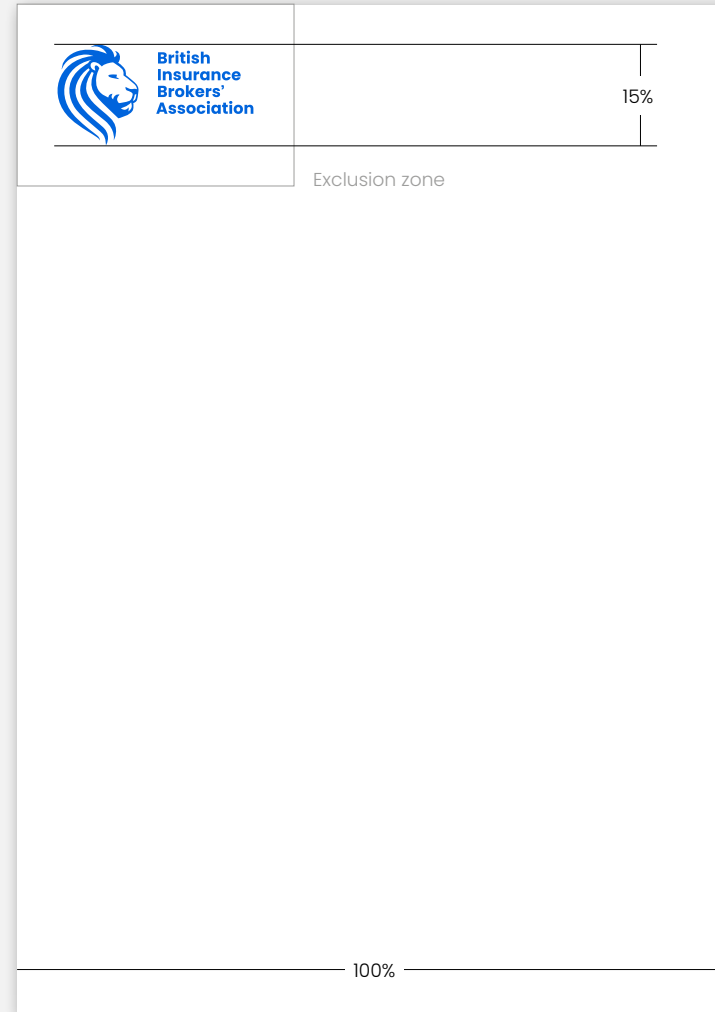 British
Insurance
Brokers’
Association
15%
Exclusion zone
100%